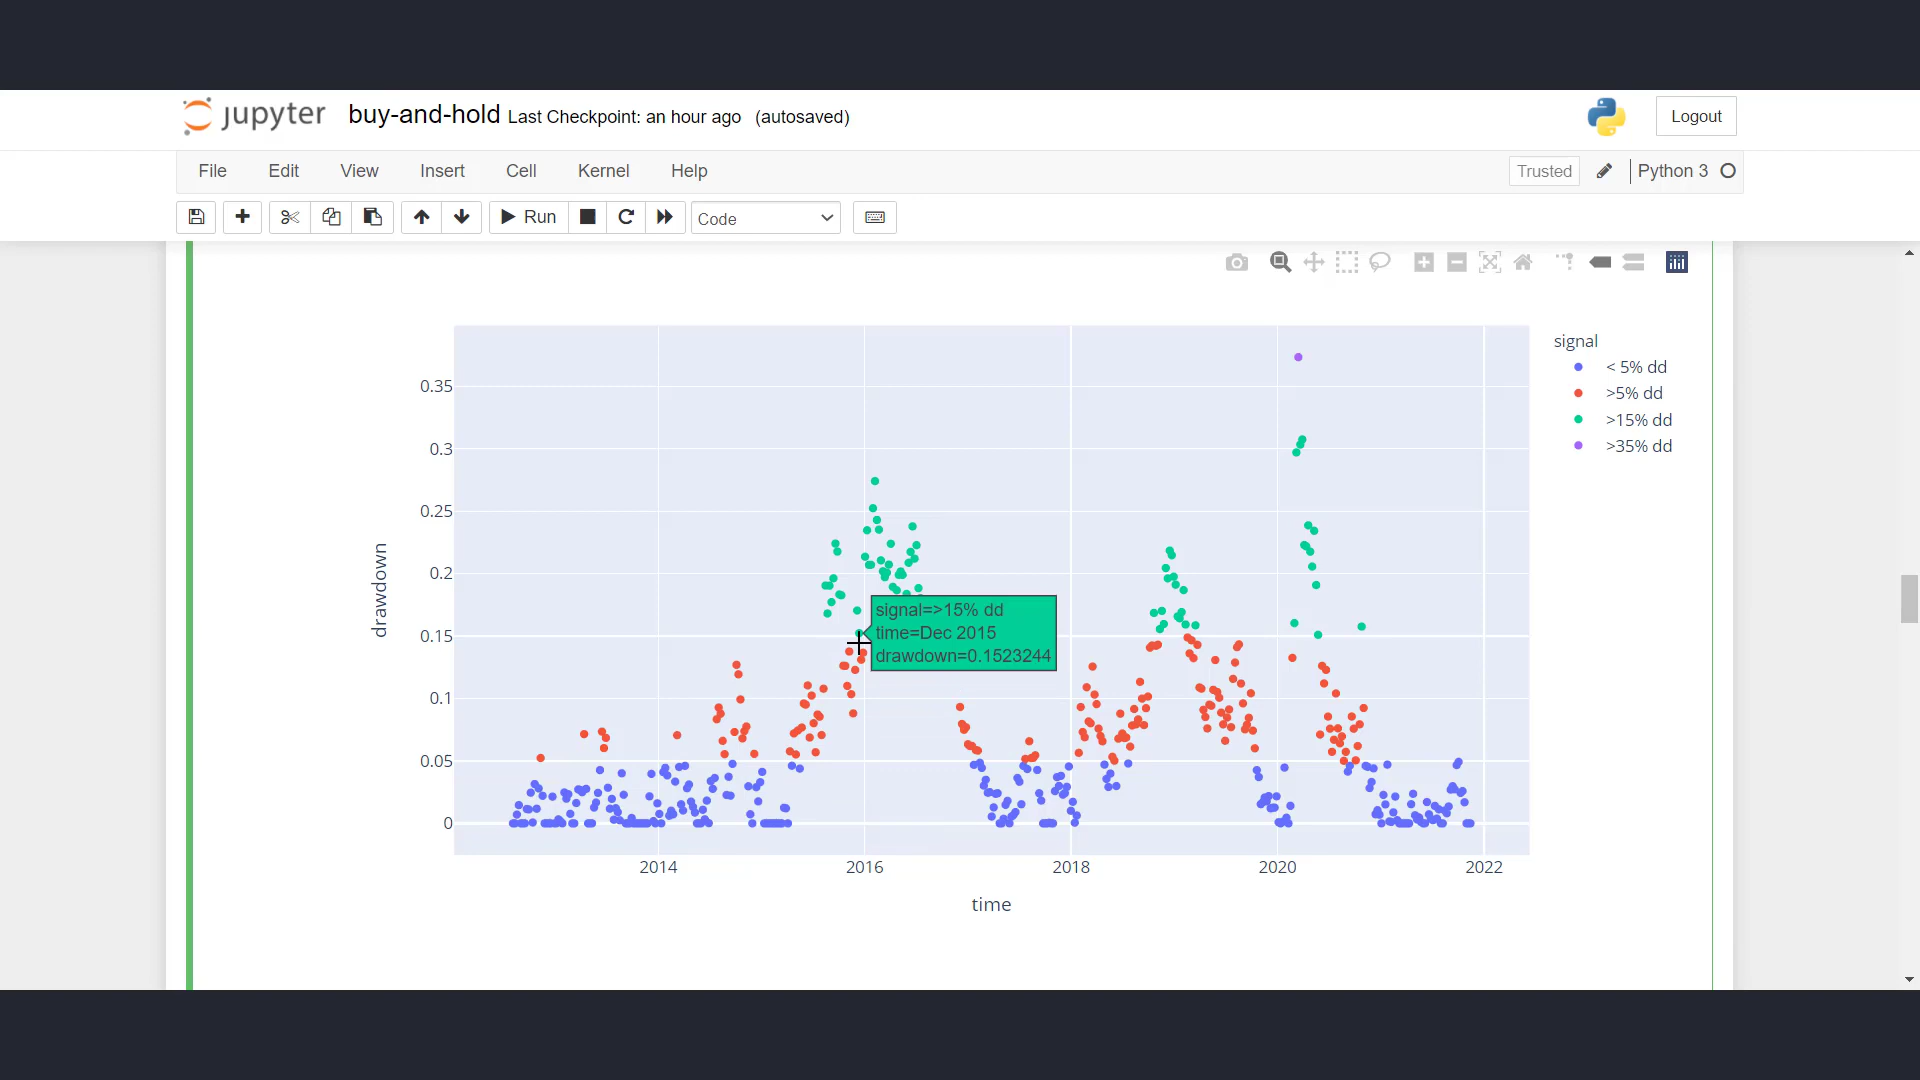 jupyter buy-and-hold Last Checkpoint: an hour ago (autosaved)
Logout
File Edit View Insert Cell Kernel Help
Trusted Python 3
Run Code
signal
< 5% dd
>5% dd
>15% dd
>35% dd
0.35
0.3
0.25
0.2
0.15
0.1
0.05
0
drawdown
signal=>15% dd
time=Dec 2015
drawdown=0.1523244
2014 2016 2018 2020 2022
time